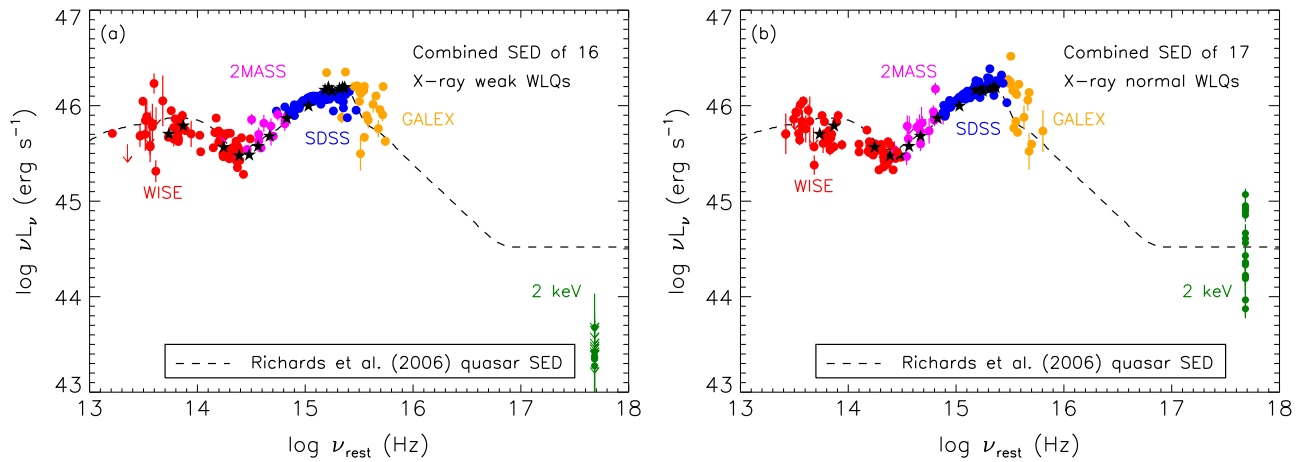 (a)
Combined SED of 16
X-ray weak WLQs
2MASS
GALEX
SDSS
WISE
2 keV
Richards et al. (2006) quasar SED
47
46
45
44
43
13 14 15 16 17 18
log νLν (erg s−1)
log νrest (Hz)
(b)
Combined SED of 17
X-ray normal WLQs
2MASS
GALEX
SDSS
WISE
2 keV
Richards et al. (2006) quasar SED
47
46
45
44
43
13 14 15 16 17 18
log νLν (erg s−1)
log νrest (Hz)